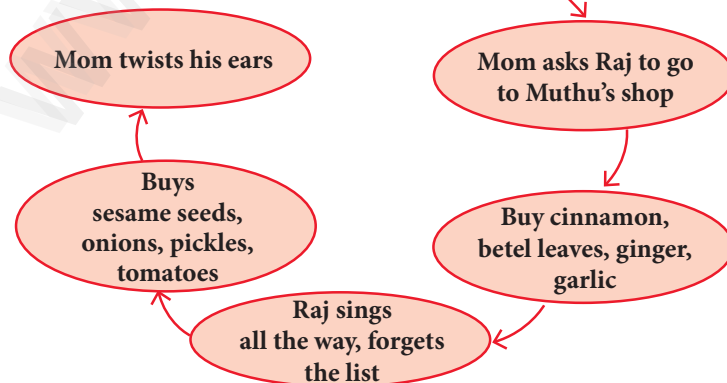 Mom asks Raj to go
to Muthu's shop
Buy cinnamon,
betel leaves, ginger,
garlic
Raj sings
all the way, forgets
the list
Buys
sesame seeds,
onions, pickles,
tomatoes
Mom twists his ears